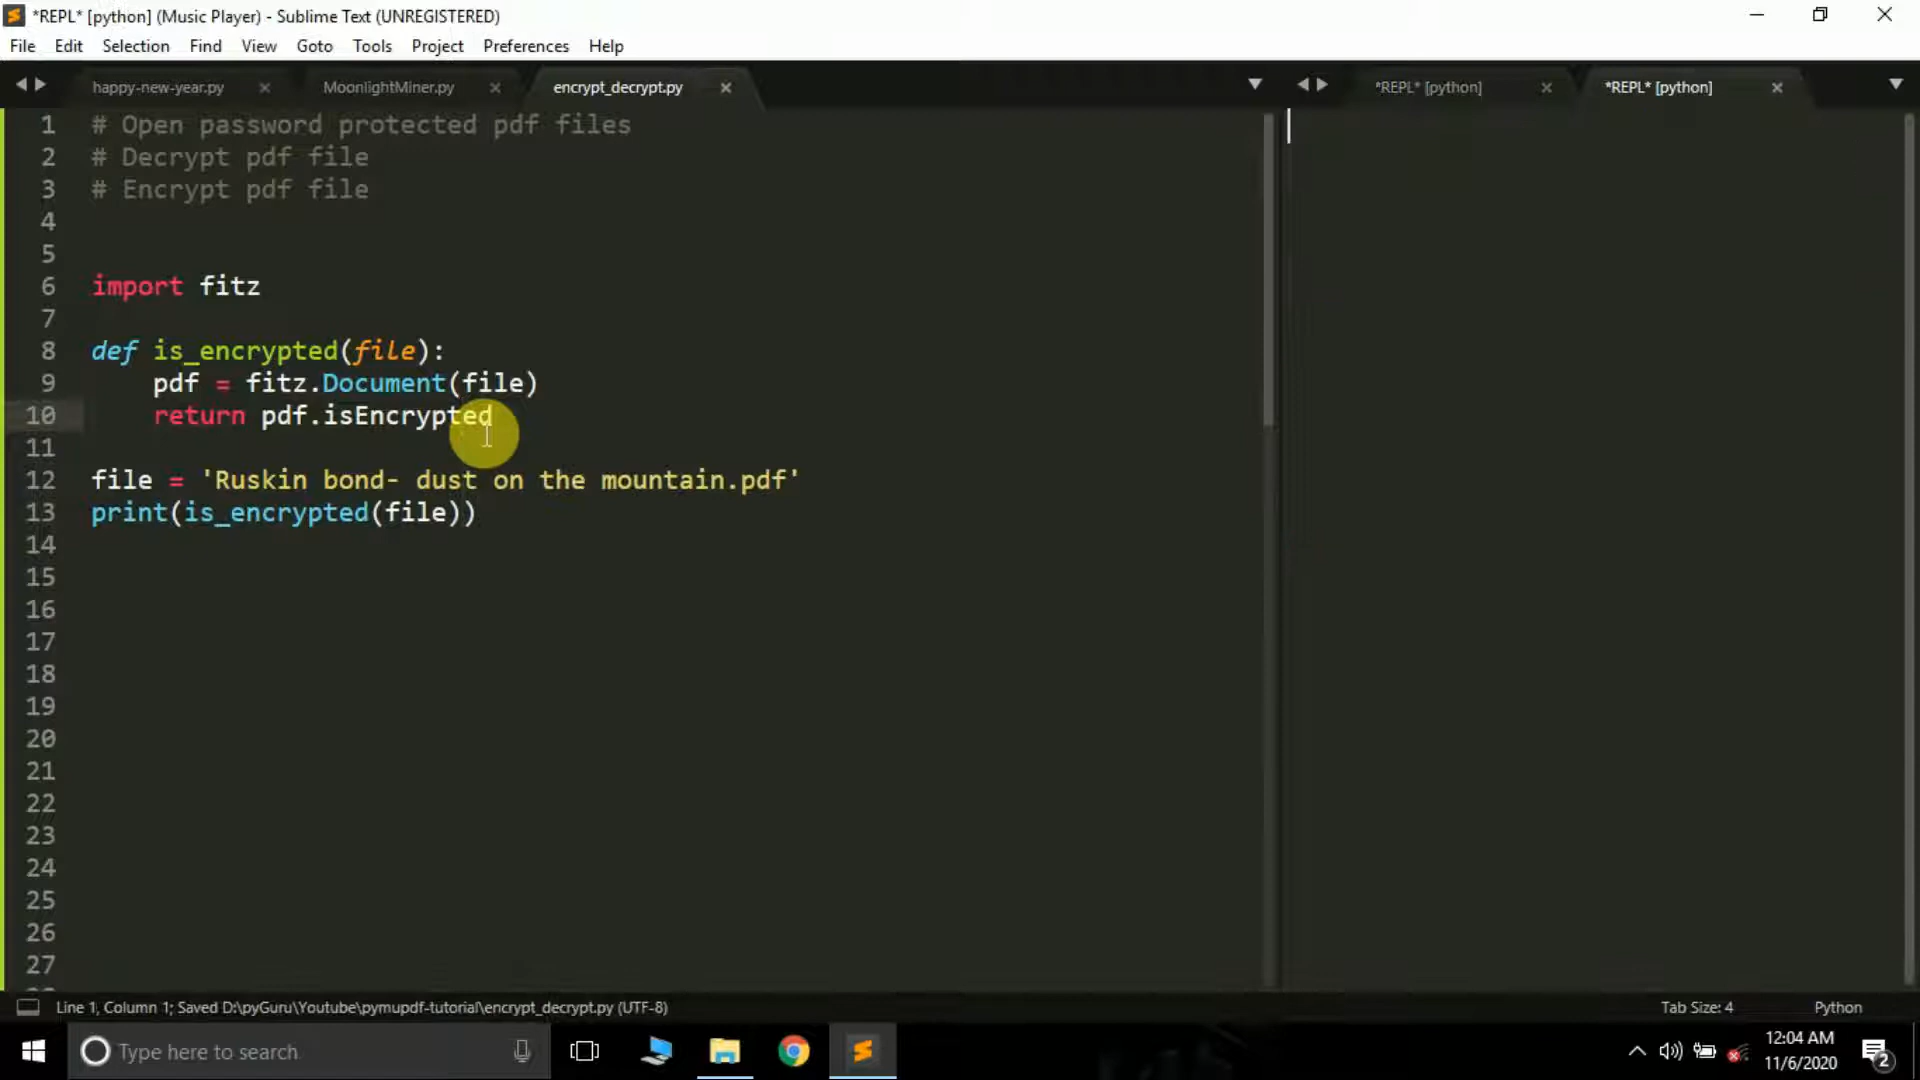 *REPL* [python] (Music Player) - Sublime Text (UNREGISTERED)
File Edit Selection Find View Goto Tools Project Preferences Help
happy-new-year.py MoonlightMiner.py encrypt_decrypt.py *REPL* [python] *REPL* [python]
1 # Open password protected pdf files
2 # Decrypt pdf file
3 # Encrypt pdf file
4
5
6 import fitz
7
8 def is_encrypted(file):
9 pdf = fitz.Document(file)
10 return pdf.isEncrypted
11
12 file = 'Ruskin bond- dust on the mountain.pdf'
13 print(is_encrypted(file))
14
15
16
17
18
19
20
21
22
23
24
25
26
27
Line 1, Column 1; Saved D:\pyGuru\Youtube\pymupdf-tutorial\encrypt_decrypt.py (UTF-8) Tab Size: 4 Python
Type here to search
12:04 AM
11/6/2020
2